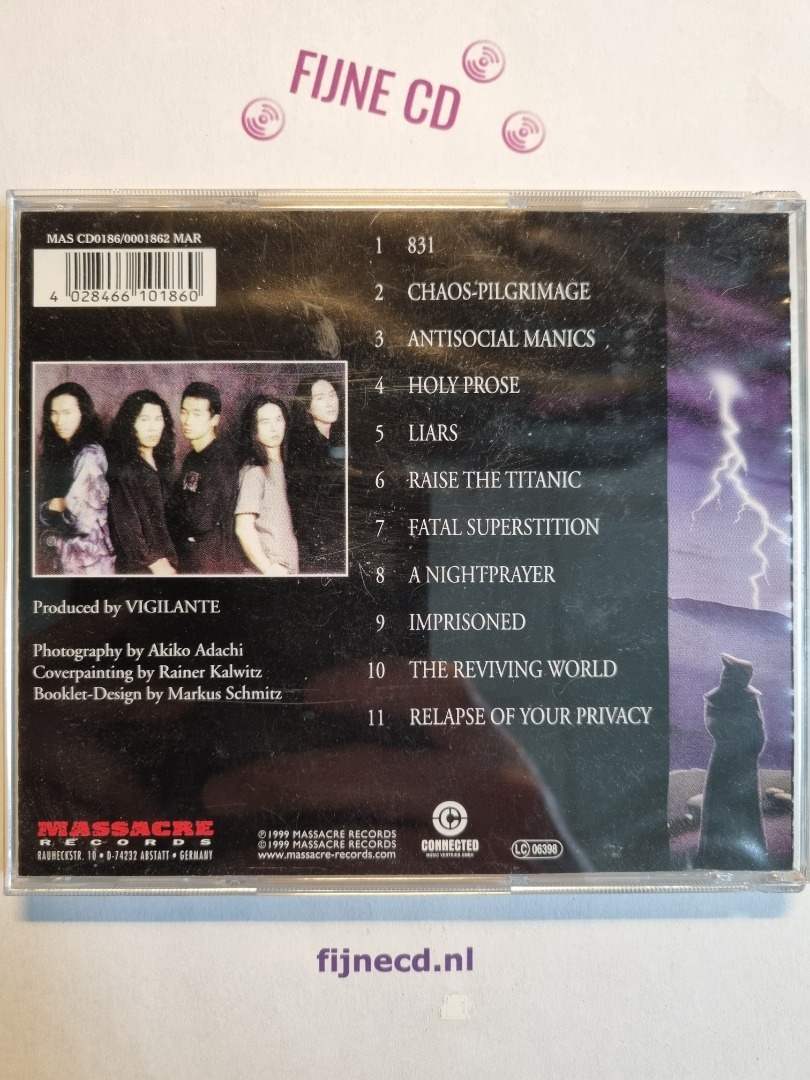 FIJNE CD
MAS CD0186/0001862 MAR
4 028466 101860
1 831
2 CHAOS-PILGRIMAGE
3 ANTISOCIAL MANICS
4 HOLY PROSE
5 LIARS
6 RAISE THE TITANIC
7 FATAL SUPERSTITION
8 A NIGHTPRAYER
9 IMPRISONED
10 THE REVIVING WORLD
11 RELAPSE OF YOUR PRIVACY
Produced by VIGILANTE
Photography by Akiko Adachi
Coverpainting by Rainer Kalwitz
Booklet-Design by Markus Schmitz
MASSACRE
RECORDS
RAUHECKSTR. 10 • D-74232 ABSTATT • GERMANY
℗ 1999 MASSACRE RECORDS
© 1999 MASSACRE RECORDS
www.massacre-records.com
CONNECTED
MUSIC VERTRIEB GMBH
LC 06398
fijnecd.nl